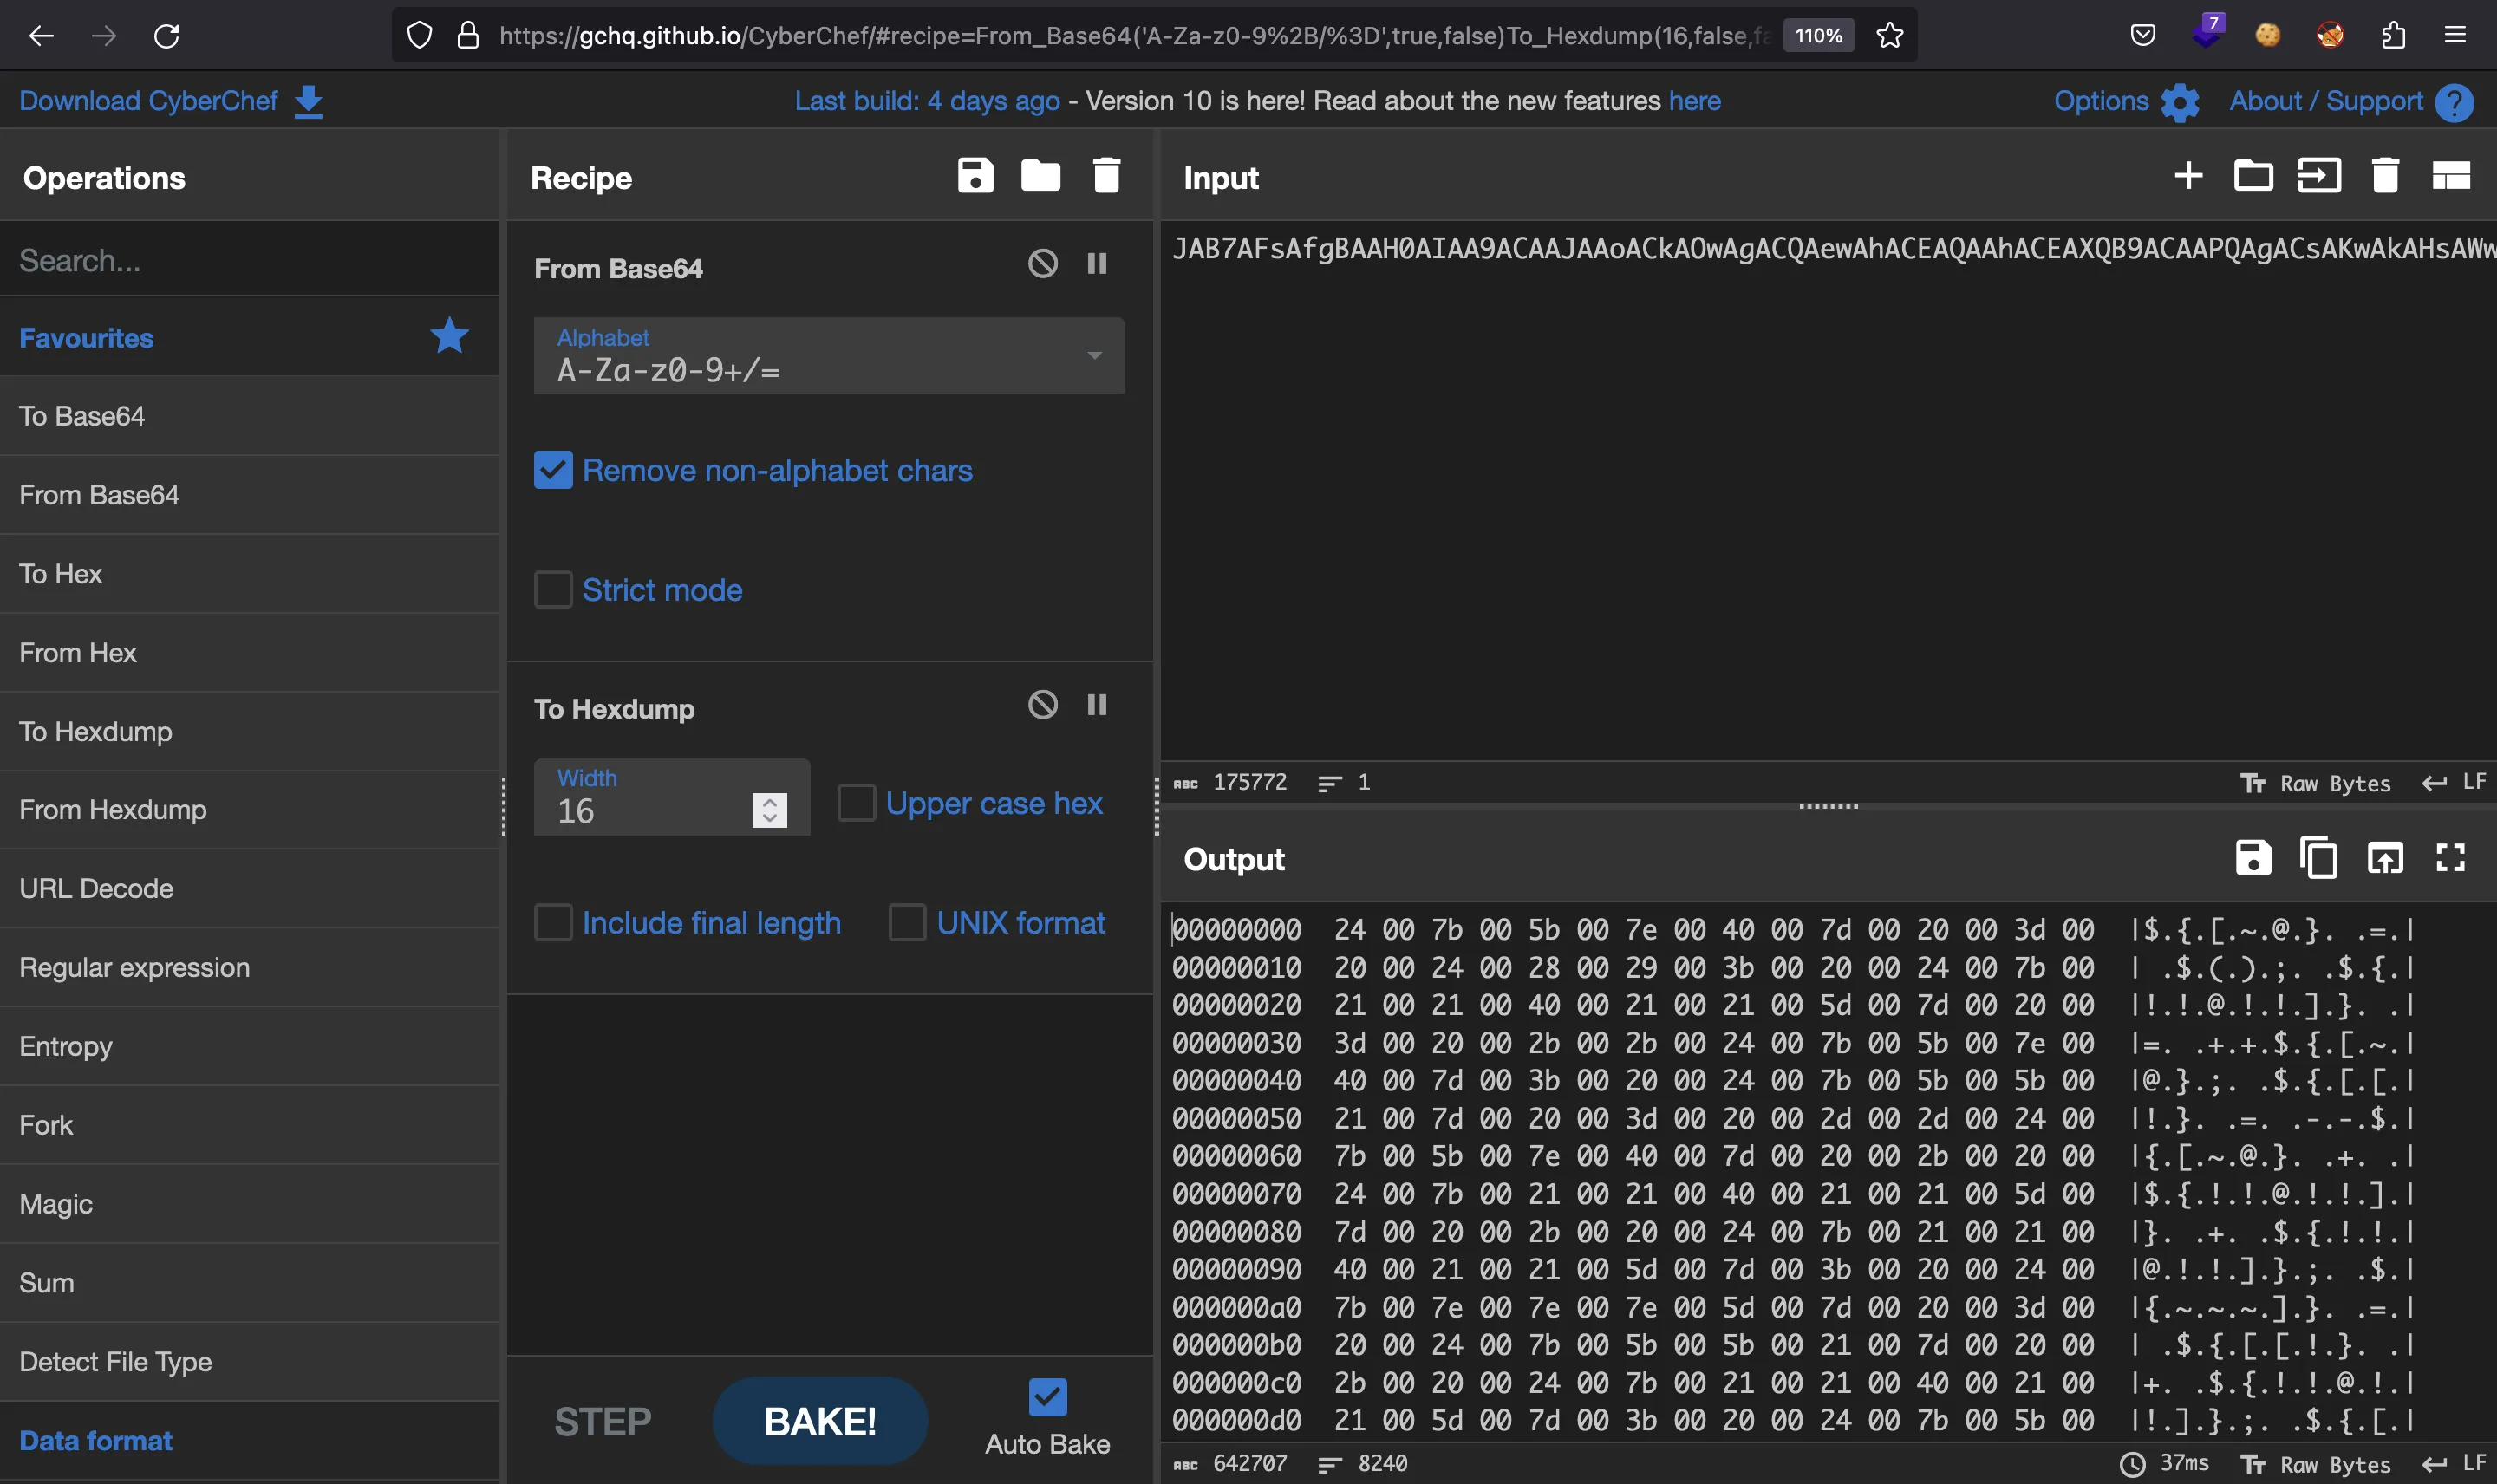 https://gchq.github.io/CyberChef/#recipe=From_Base64('A-Za-z0-9%2B/%3D',true,false)To_Hexdump(16,false,fa
110%
7
Download CyberChef
Last build: 4 days ago - Version 10 is here! Read about the new features here
Options
About / Support
Operations
Search...
Favourites
To Base64
From Base64
To Hex
From Hex
To Hexdump
From Hexdump
URL Decode
Regular expression
Entropy
Fork
Magic
Sum
Detect File Type
Data format
Recipe
From Base64
Alphabet
A-Za-z0-9+/=
Remove non-alphabet chars
Strict mode
To Hexdump
Width
16
Upper case hex
Include final length
UNIX format
STEP
BAKE!
Auto Bake
Input
JAB7AFsAfgBAAH0AIAA9ACAAJAAoACkAOwAgACQAewAhACEAQAAhACEAXQB9ACAAPQAgACsAKwAkAHsAWw
ABC 175772 1
Tт Raw Bytes LF
Output
00000000  24 00 7b 00 5b 00 7e 00 40 00 7d 00 20 00 3d 00  |$.{.[.~.@.}. .=.|
00000010  20 00 24 00 28 00 29 00 3b 00 20 00 24 00 7b 00  | .$.(.).;. .$.{.|
00000020  21 00 21 00 40 00 21 00 21 00 5d 00 7d 00 20 00  |!.!.@.!.!.].}. .|
00000030  3d 00 20 00 2b 00 2b 00 24 00 7b 00 5b 00 7e 00  |=. .+.+.$.{.[.~.|
00000040  40 00 7d 00 3b 00 20 00 24 00 7b 00 5b 00 5b 00  |@.}.;. .$.{.[.[.|
00000050  21 00 7d 00 20 00 3d 00 20 00 2d 00 2d 00 24 00  |!.}. .=. .-.-.$.|
00000060  7b 00 5b 00 7e 00 40 00 7d 00 20 00 2b 00 20 00  |{.[.~.@.}. .+. .|
00000070  24 00 7b 00 21 00 21 00 40 00 21 00 21 00 5d 00  |$.{.!.!.@.!.!.].|
00000080  7d 00 20 00 2b 00 20 00 24 00 7b 00 21 00 21 00  |}. .+. .$.{.!.!.|
00000090  40 00 21 00 21 00 5d 00 7d 00 3b 00 20 00 24 00  |@.!.!.].}.;. .$.|
000000a0  7b 00 7e 00 7e 00 7e 00 5d 00 7d 00 20 00 3d 00  |{.~.~.~.].}. .=.|
000000b0  20 00 24 00 7b 00 5b 00 5b 00 21 00 7d 00 20 00  | .$.{.[.[.!.}. .|
000000c0  2b 00 20 00 24 00 7b 00 21 00 21 00 40 00 21 00  |+. .$.{.!.!.@.!.|
000000d0  21 00 5d 00 7d 00 3b 00 20 00 24 00 7b 00 5b 00  |!.].}.;. .$.{.[.|
ABC 642707 8240
37ms Tт Raw Bytes LF